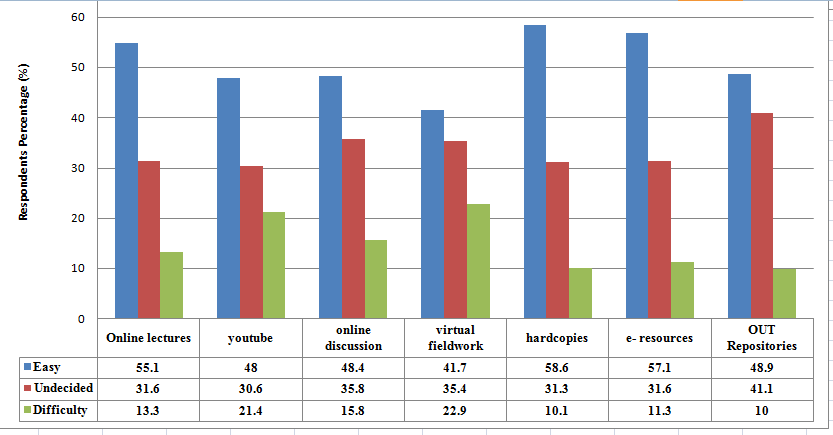 Respondents Percentage (%)
60
50
40
30
20
10
0
Online lectures youtube online discussion virtual fieldwork hardcopies e- resources OUT Repositories
Easy 55.1 48 48.4 41.7 58.6 57.1 48.9
Undecided 31.6 30.6 35.8 35.4 31.3 31.6 41.1
Difficulty 13.3 21.4 15.8 22.9 10.1 11.3 10